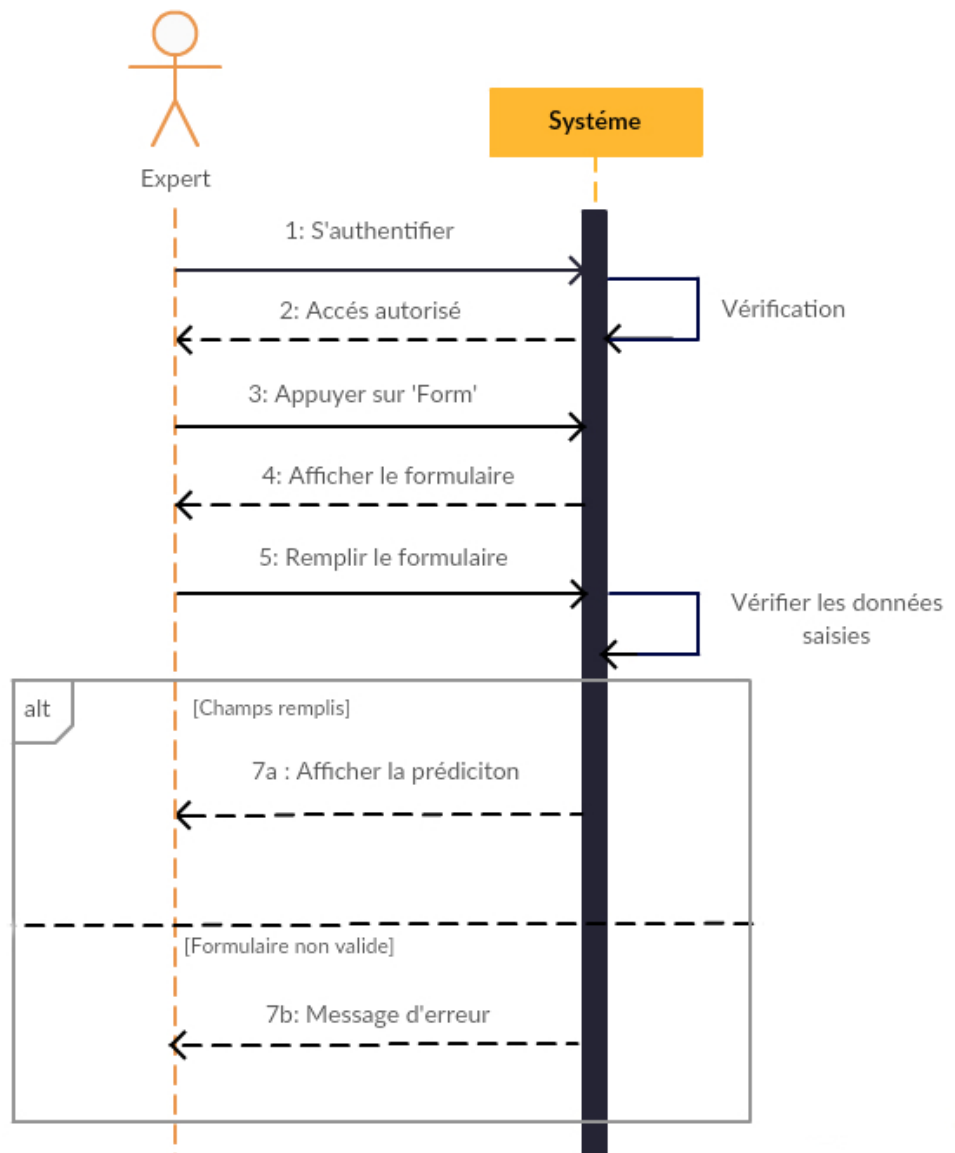 Systéme
Expert
1: S'authentifier
2: Accés autorisé
Vérification
3: Appuyer sur 'Form'
4: Afficher le formulaire
5: Remplir le formulaire
Vérifier les données
saisies
alt
[Champs remplis]
7a : Afficher la prédiciton
[Formulaire non valide]
7b: Message d'erreur